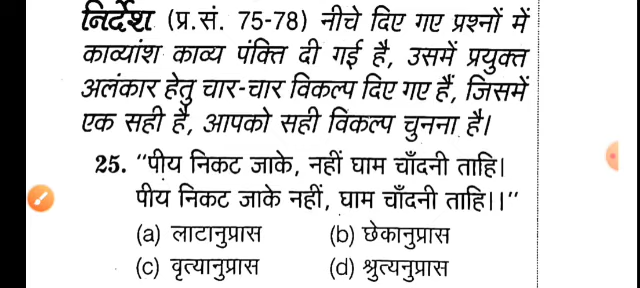 निर्देश (प्र.सं. 75-78) नीचे दिए गए प्रश्नों में
काव्यांश काव्य पंक्ति दी गई है, उसमें प्रयुक्त
अलंकार हेतु चार-चार विकल्प दिए गए हैं, जिसमें
एक सही है, आपको सही विकल्प चुनना है।
25. "पीय निकट जाके, नहीं घाम चाँदनी ताहि।
पीय निकट जाके नहीं, घाम चाँदनी ताहि।।"
(a) लाटानुप्रास (b) छेकानुप्रास
(c) वृत्यानुप्रास (d) श्रुत्यनुप्रास